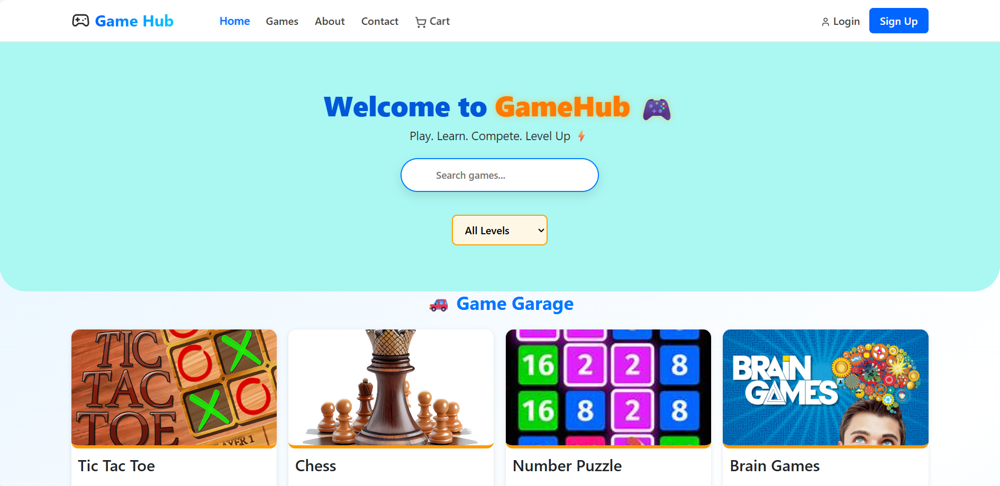 Game Hub
Home
Games
About
Contact
Cart
Login
Sign Up
Welcome to GameHub
Play. Learn. Compete. Level Up
Search games...
All Levels
Game Garage
TIC
TAC
TOE
PLAYER 1
16 2 2 8
16 8 2 8
BRAiN
GAMES
Tic Tac Toe
Chess
Number Puzzle
Brain Games